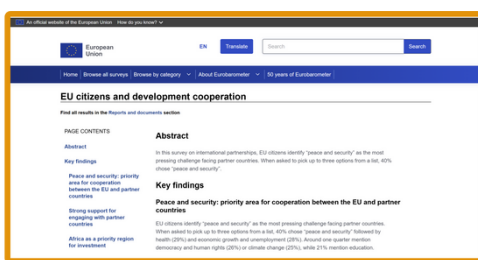 An official website of the European Union How do you know?
European
Union
EN
Translate
Search
Search
Home
Browse all surveys
Browse by category
About Eurobarometer
50 years of Eurobarometer
EU citizens and development cooperation
Find all results in the Reports and documents section
PAGE CONTENTS
Abstract
Key findings
Peace and security: priority
area for cooperation
between the EU and partner
countries
Strong support for
engaging with partner
countries
Africa as a priority region
for investment
Abstract
In this survey on international partnerships, EU citizens identify "peace and security" as the most
pressing challenge facing partner countries. When asked to pick up to three options from a list, 40%
chose "peace and security".
Key findings
Peace and security: priority area for cooperation between the EU and partner
countries
EU citizens identify "peace and security" as the most pressing challenge facing partner countries.
When asked to pick up to three options from a list, 40% chose "peace and security" followed by
health (29%) and economic growth and unemployment (28%). Around one quarter mention
democracy and human rights (26%) or climate change (25%), while 21% mention education.